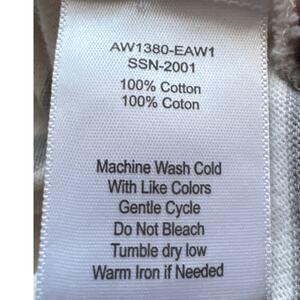 AW1380-EAW1
SSN-2001
100% Cotton
100% Coton
Machine Wash Cold
With Like Colors
Gentle Cycle
Do Not Bleach
Tumble dry low
Warm Iron if Needed